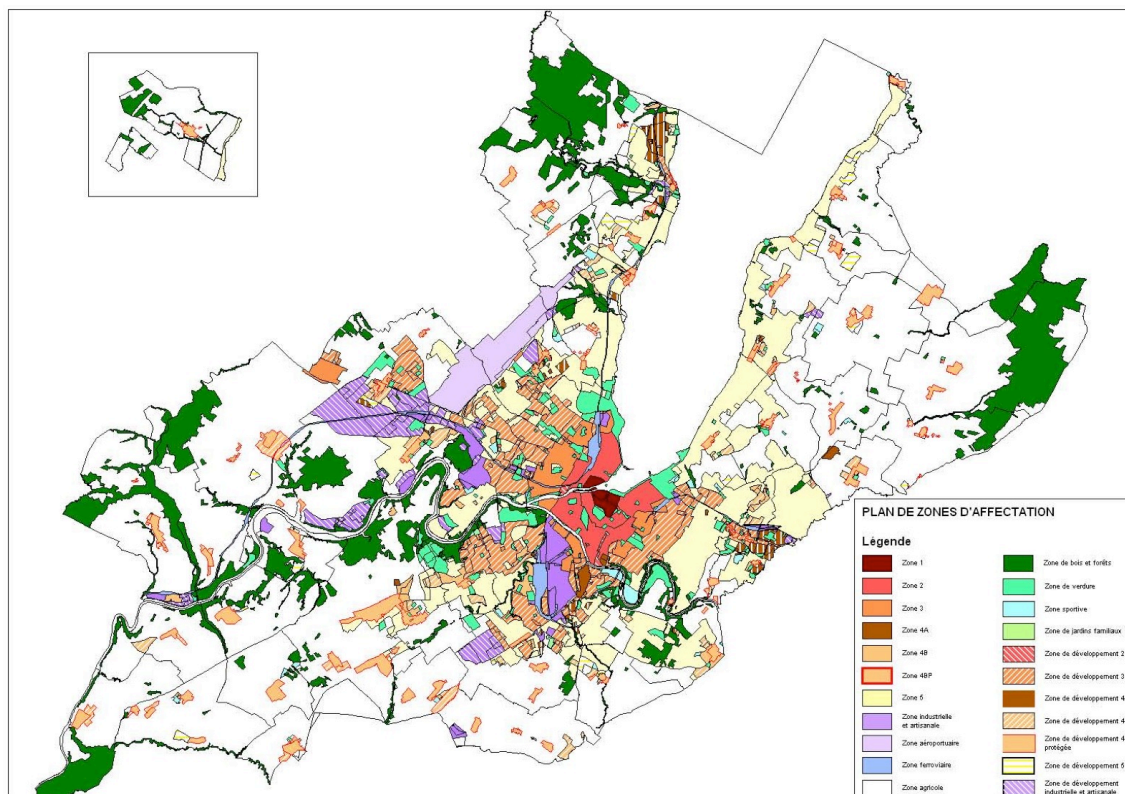 PLAN DE ZONES D'AFFECTATION
Légende
Zone 1
Zone 2
Zone 3
Zone 4A
Zone 4B
Zone 4BP
Zone 5
Zone industrielle
et artisanale
Zone aéroportuaire
Zone ferroviaire
Zone agricole
Zone de bois et forêts
Zone de verdure
Zone sportive
Zone de jardins familiaux
Zone de développement 2
Zone de développement 3
Zone de développement 4
Zone de développement 4
Zone de développement 4
protégée
Zone de développement 5
Zone de développement
industrielle et artisanale